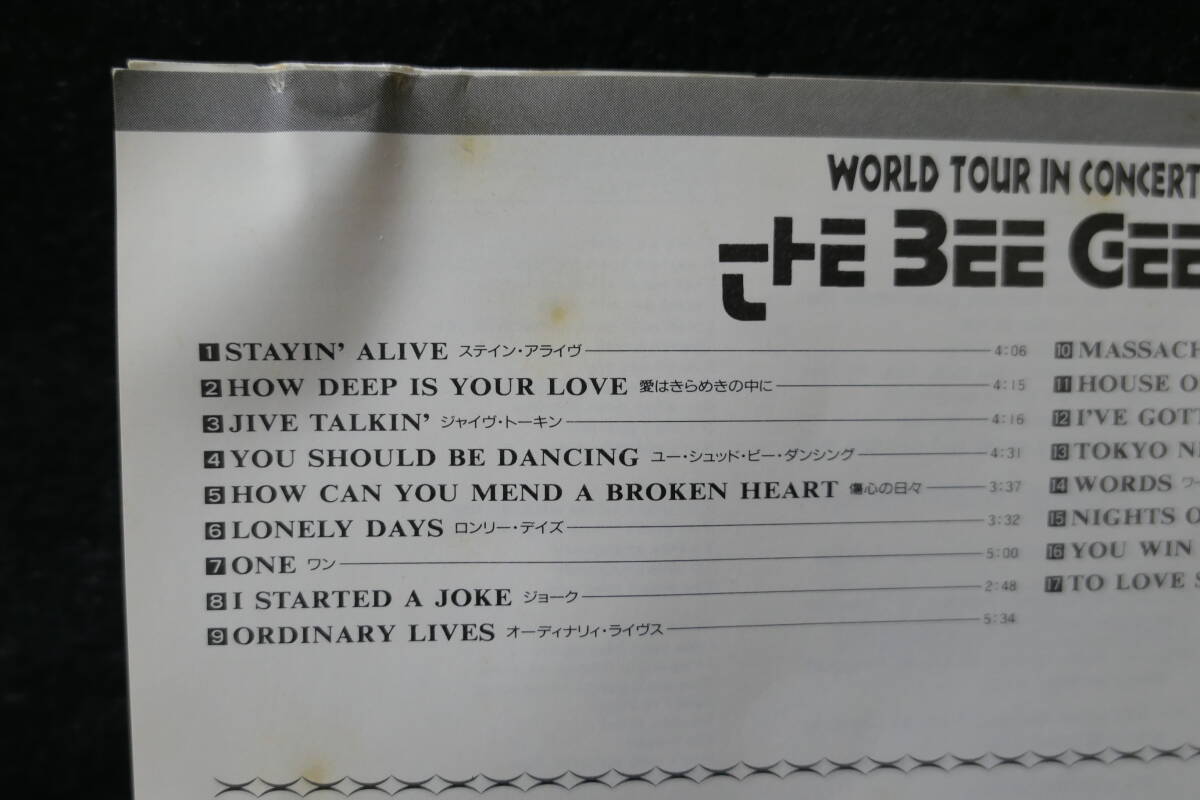 WORLD TOUR IN CONCERT
THE BEE GEE
1 STAYIN' ALIVE ステイン・アライヴ 4:06
2 HOW DEEP IS YOUR LOVE 愛はきらめきの中に 4:15
3 JIVE TALKIN' ジャイヴ・トーキン 4:16
4 YOU SHOULD BE DANCING ユー・シュッド・ビー・ダンシング 4:31
5 HOW CAN YOU MEND A BROKEN HEART 傷心の日々 3:37
6 LONELY DAYS ロンリー・デイズ 3:32
7 ONE ワン 5:00
8 I STARTED A JOKE ジョーク 2:48
9 ORDINARY LIVES オーディナリィ・ライヴス 5:34
10 MASSACH
11 HOUSE O
12 I'VE GOT
13 TOKYO N
14 WORDS ワー
15 NIGHTS O
16 YOU WIN
17 TO LOVE S